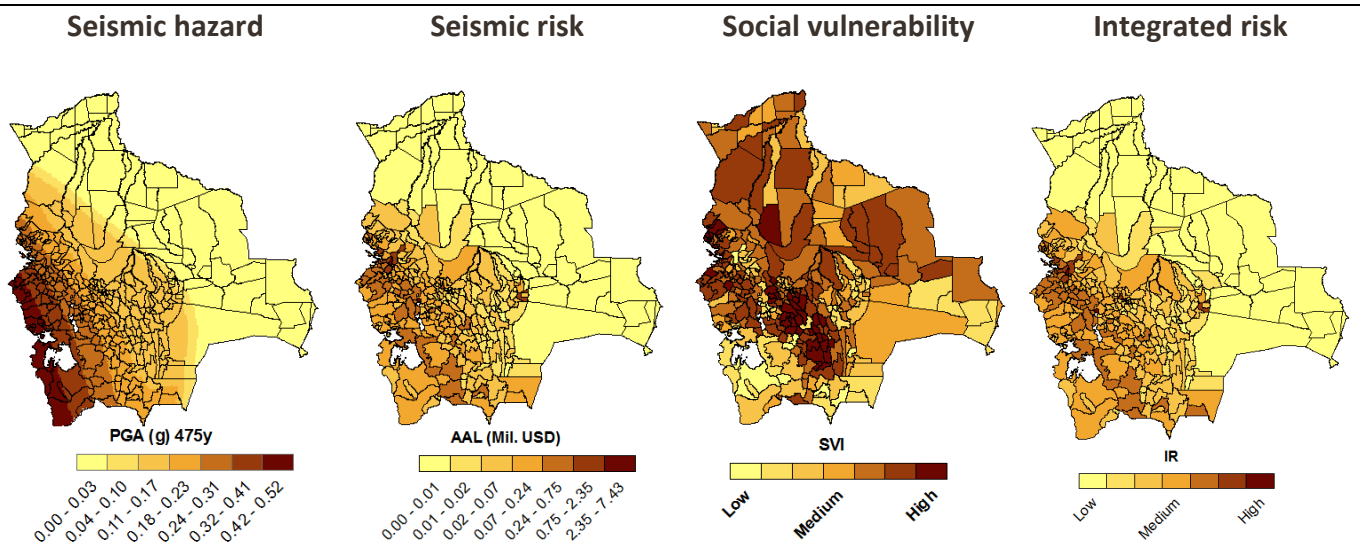 Seismic hazard
Seismic risk
Social vulnerability
Integrated risk
PGA (g) 475y
0.00 - 0.03
0.04 - 0.10
0.11 - 0.17
0.18 - 0.23
0.24 - 0.31
0.32 - 0.41
0.42 - 0.52
AAL (Mil. USD)
0.00 - 0.01
0.01 - 0.02
0.02 - 0.07
0.07 - 0.24
0.24 - 0.75
0.75 - 2.35
2.35 - 7.43
SVI
Low
Medium
High
IR
Low
Medium
High